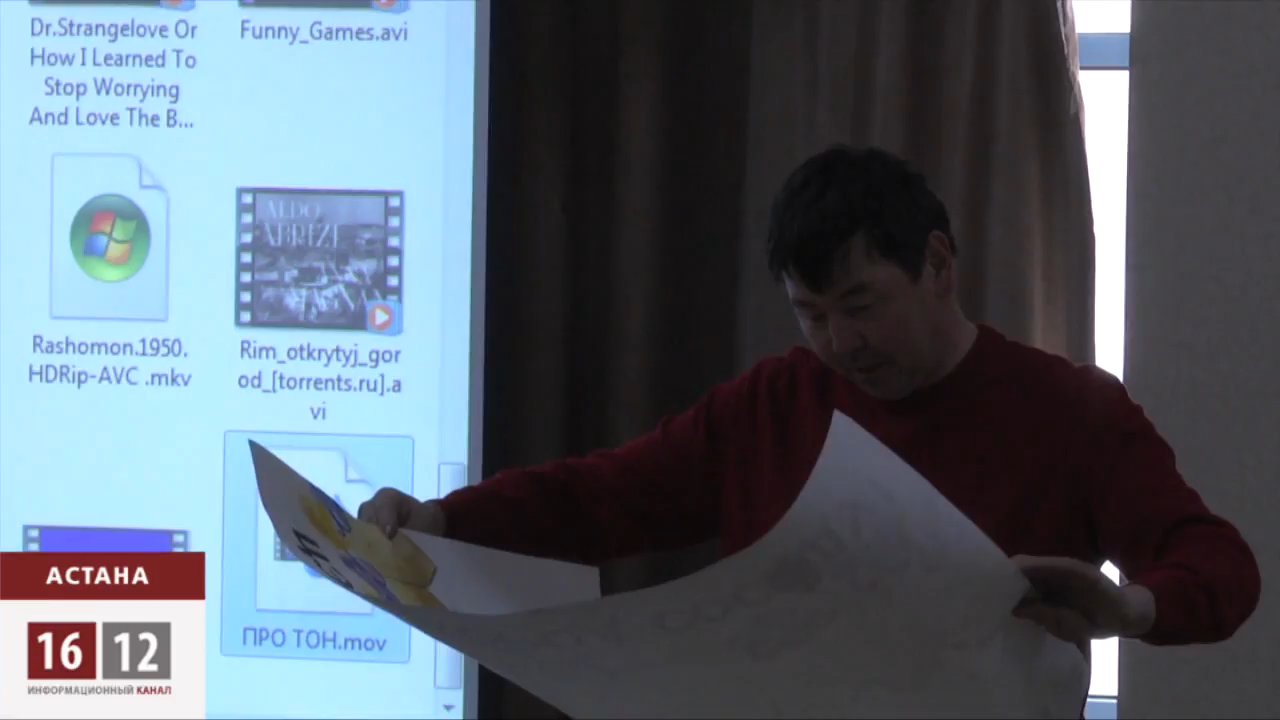 Dr.Strangelove Or
How I Learned To
Stop Worrying
And Love The B...
Funny_Games.avi
ALDO
Rashomon.1950.
HDRip-AVC .mkv
Rim_otkrytyj_gor
od_[torrents.ru].a
vi
ПРО ТОН.mov
АСТАНА
16 12
ИНФОРМАЦИОННЫЙ КАНАЛ